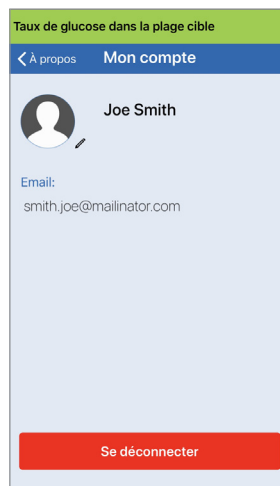 Taux de glucose dans la plage cible
À propos Mon compte
Joe Smith
Email:
smith.joe@mailinator.com
Se déconnecter